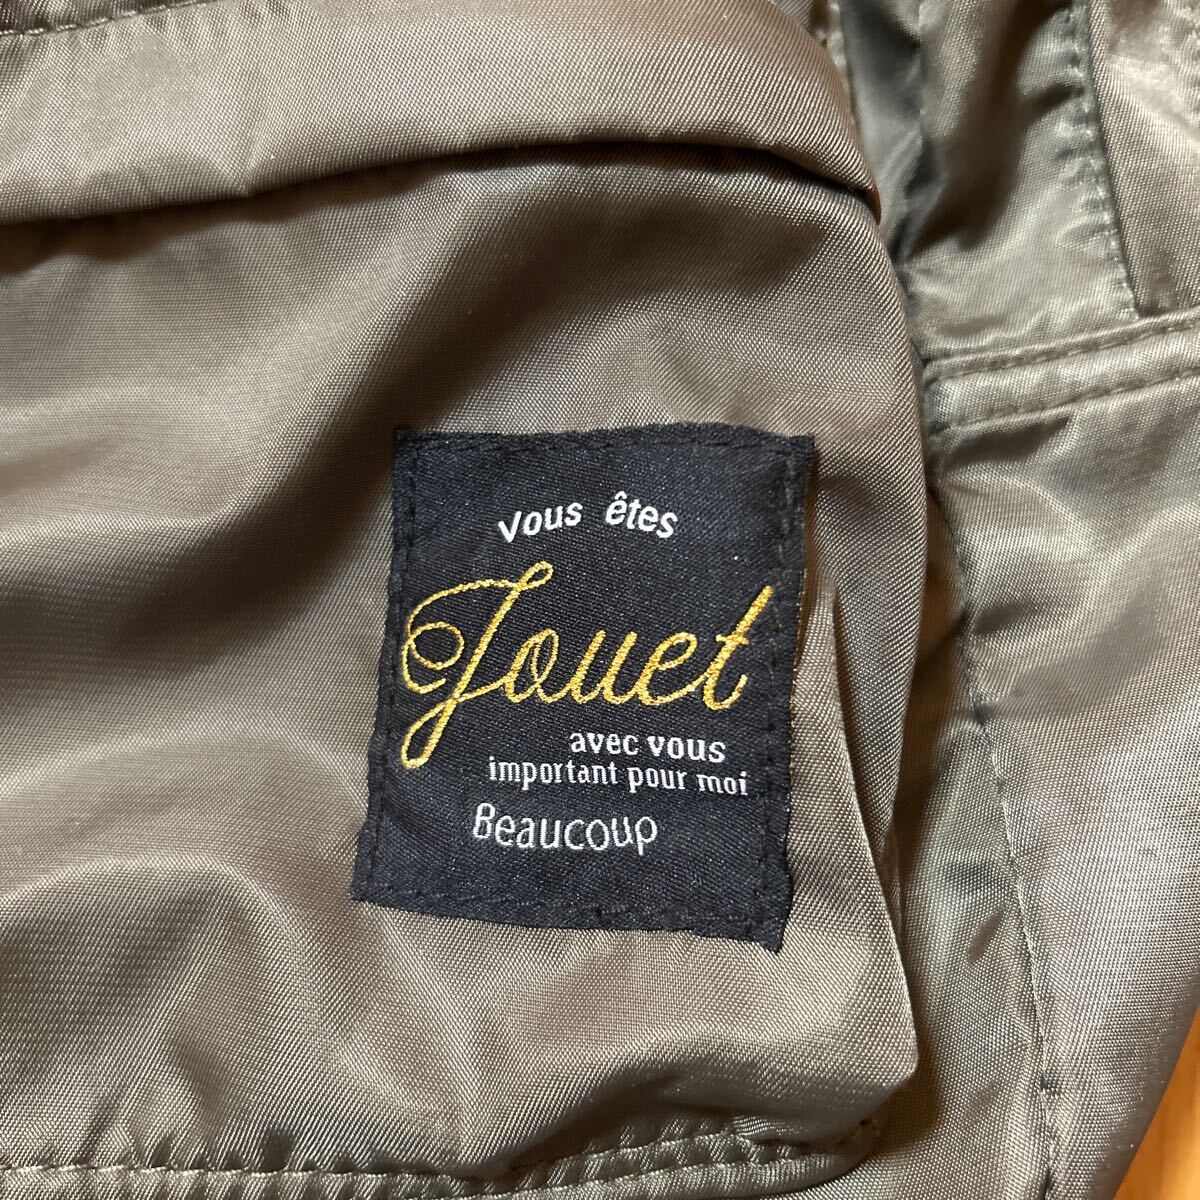 vous êtes
Jouet
avec vous
important pour moi
Beaucoup